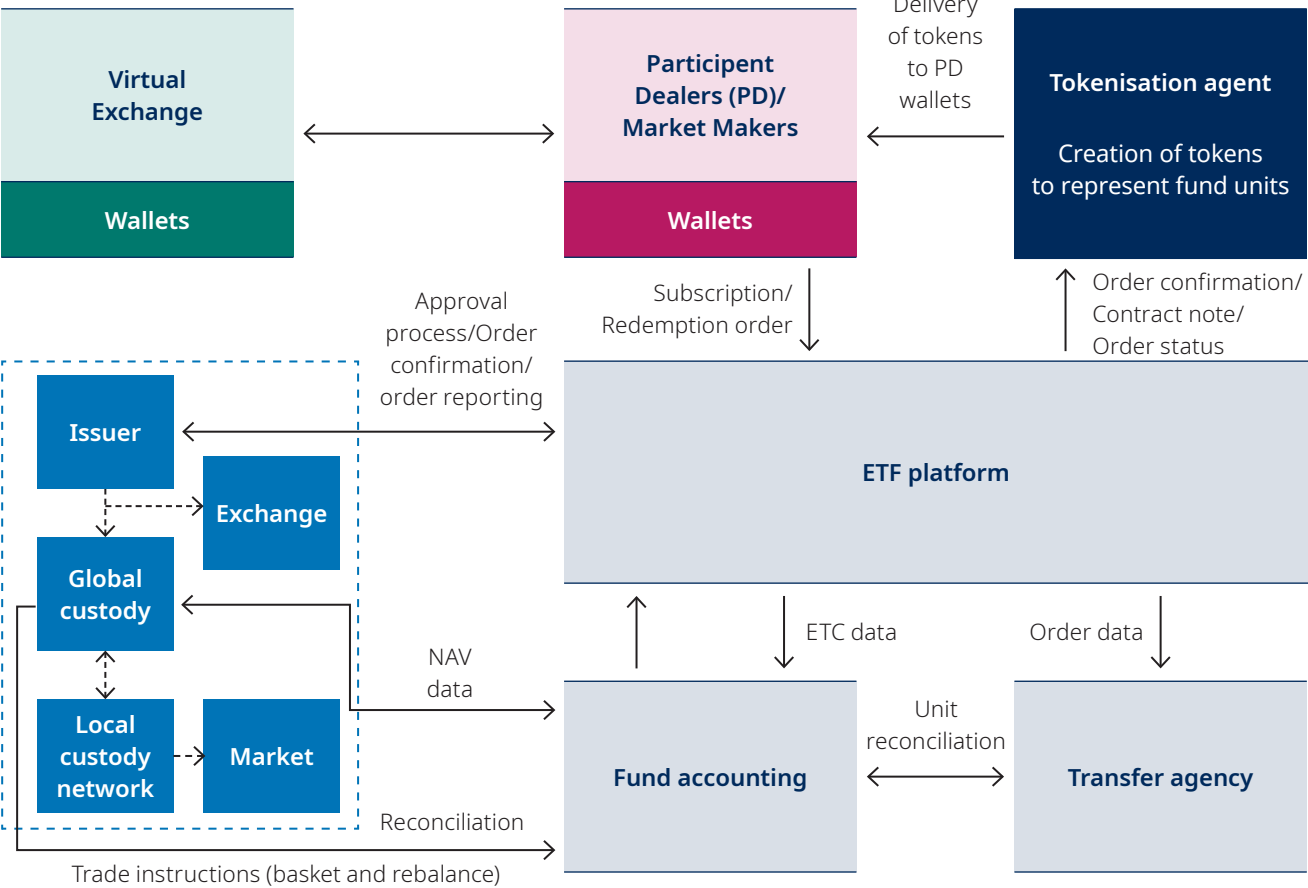 Virtual
Exchange
Wallets
Participent
Dealers (PD)/
Market Makers
Wallets
Delivery
of tokens
to PD
wallets
Tokenisation agent
Creation of tokens
to represent fund units
Subscription/
Redemption order
Order confirmation/
Contract note/
Order status
Approval
process/Order
confirmation/
order reporting
Issuer
Exchange
Global
custody
Local
custody
network
Market
ETF platform
NAV
data
ETC data
Order data
Fund accounting
Unit
reconciliation
Transfer agency
Reconciliation
Trade instructions (basket and rebalance)